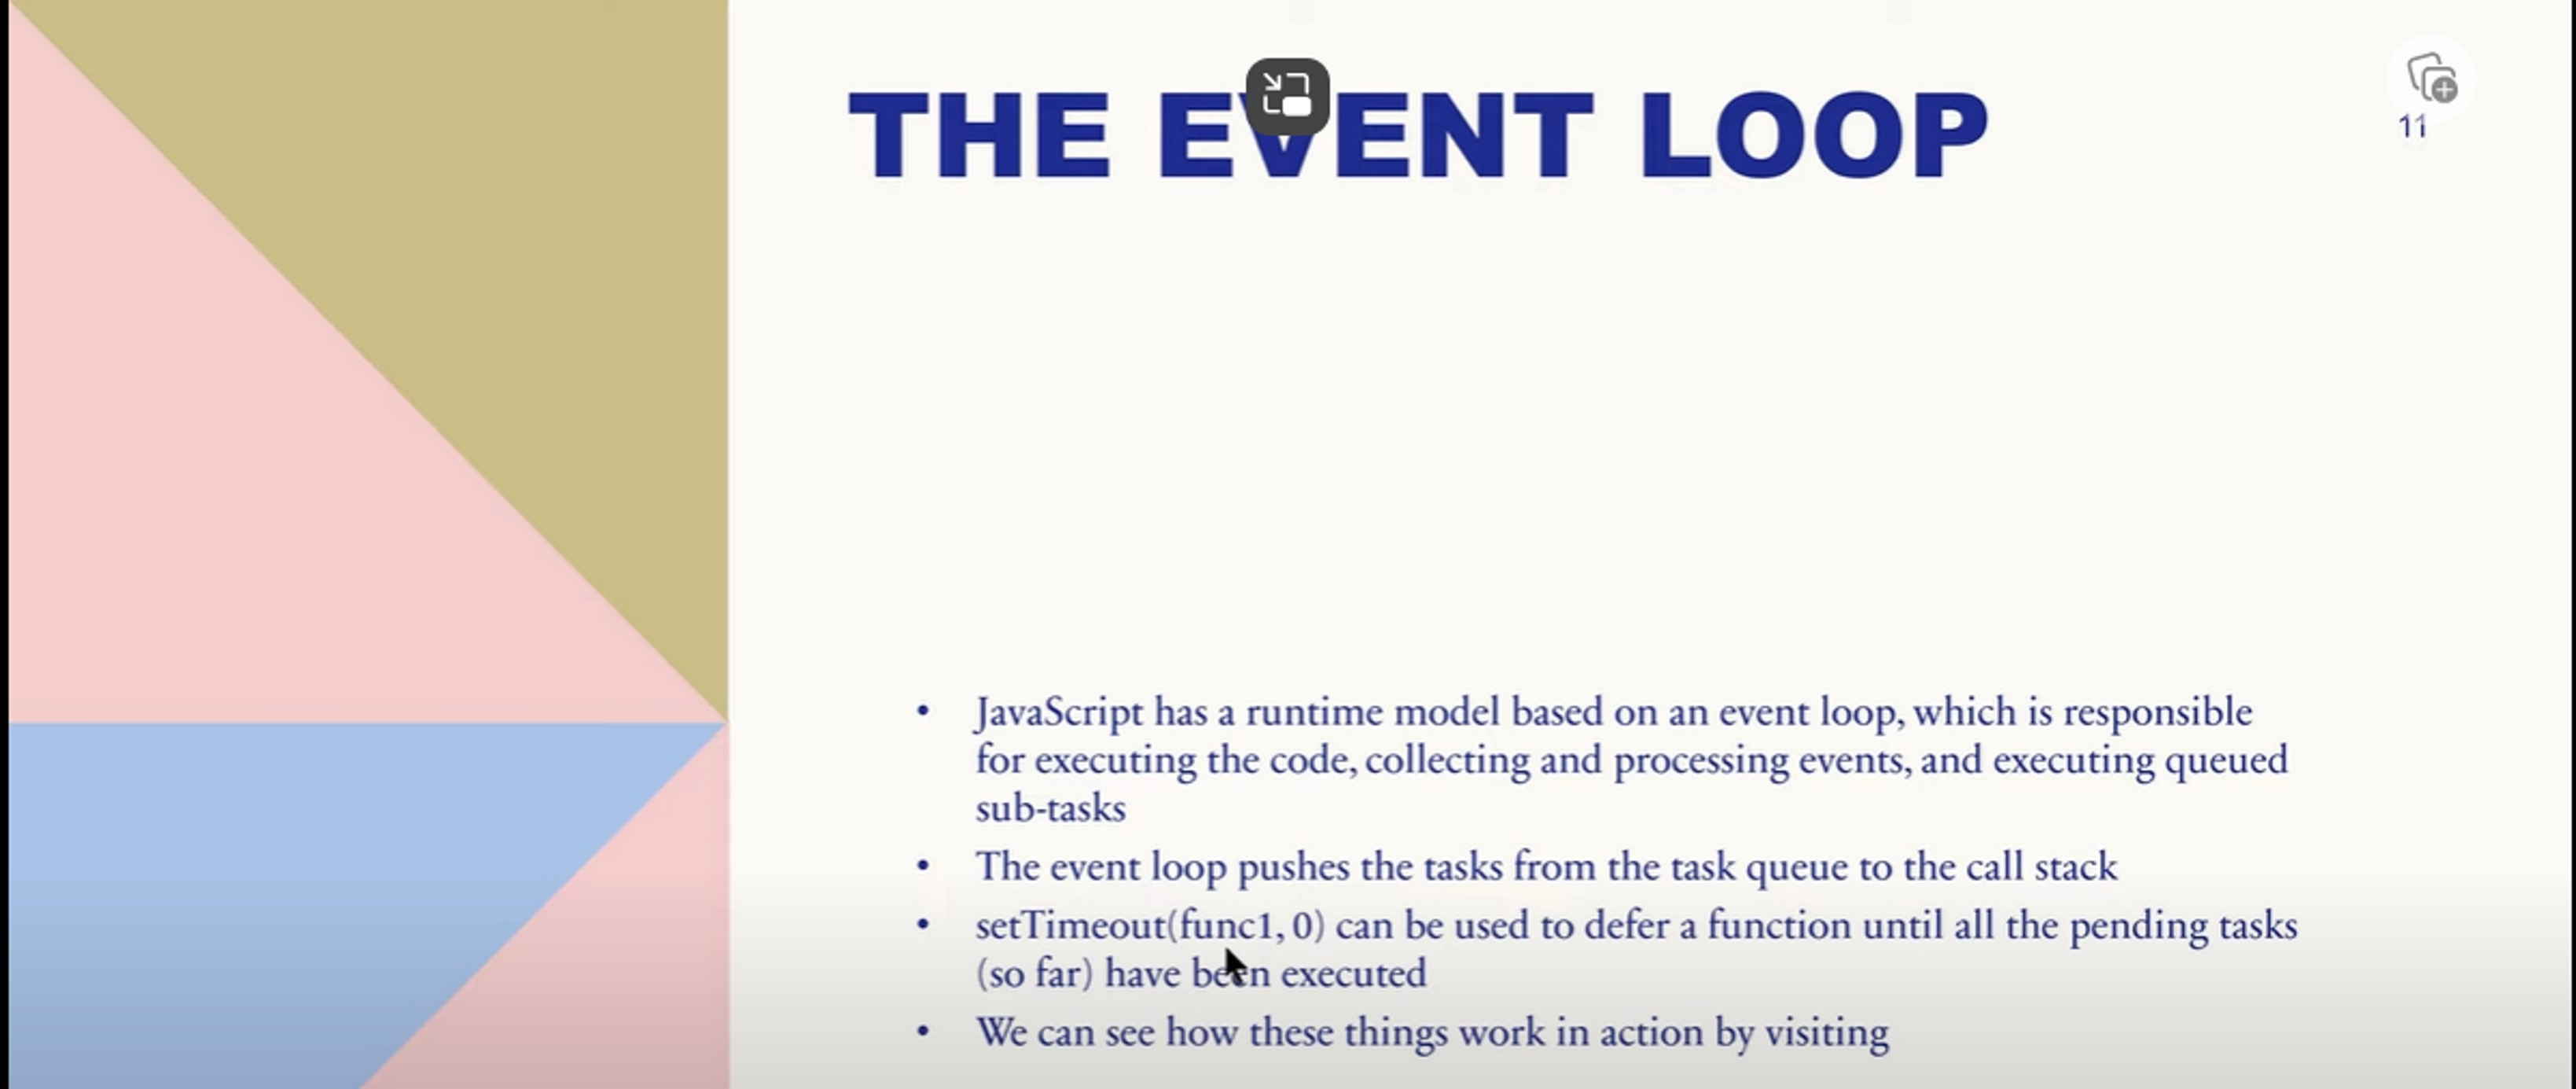 THE EVENT LOOP
11
• JavaScript has a runtime model based on an event loop, which is responsible
for executing the code, collecting and processing events, and executing queued
sub-tasks
• The event loop pushes the tasks from the task queue to the call stack
• setTimeout(func1, 0) can be used to defer a function until all the pending tasks
(so far) have been executed
• We can see how these things work in action by visiting